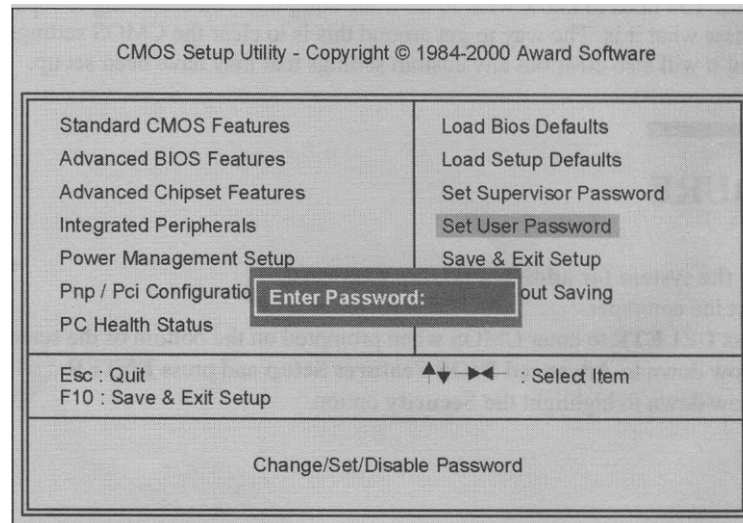 CMOS Setup Utility - Copyright © 1984-2000 Award Software
Standard CMOS Features
Advanced BIOS Features
Advanced Chipset Features
Integrated Peripherals
Power Management Setup
Pnp / Pci Configuratio
PC Health Status
Load Bios Defaults
Load Setup Defaults
Set Supervisor Password
Set User Password
Save & Exit Setup
out Saving
Enter Password:
Esc : Quit
F10 : Save & Exit Setup
: Select Item
Change/Set/Disable Password